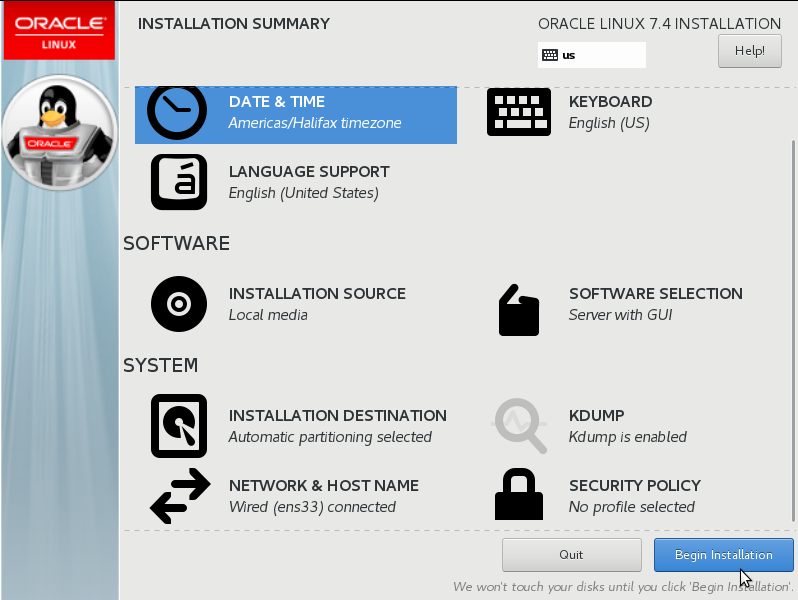 ORACLE
LINUX
INSTALLATION SUMMARY
ORACLE LINUX 7.4 INSTALLATION
us
Help!
ORACLE
DATE & TIME
Americas/Halifax timezone
KEYBOARD
English (US)
LANGUAGE SUPPORT
English (United States)
SOFTWARE
INSTALLATION SOURCE
Local media
SOFTWARE SELECTION
Server with GUI
SYSTEM
INSTALLATION DESTINATION
Automatic partitioning selected
KDUMP
Kdump is enabled
NETWORK & HOST NAME
Wired (ens33) connected
SECURITY POLICY
No profile selected
Quit
Begin Installation
We won't touch your disks until you click 'Begin Installation'.